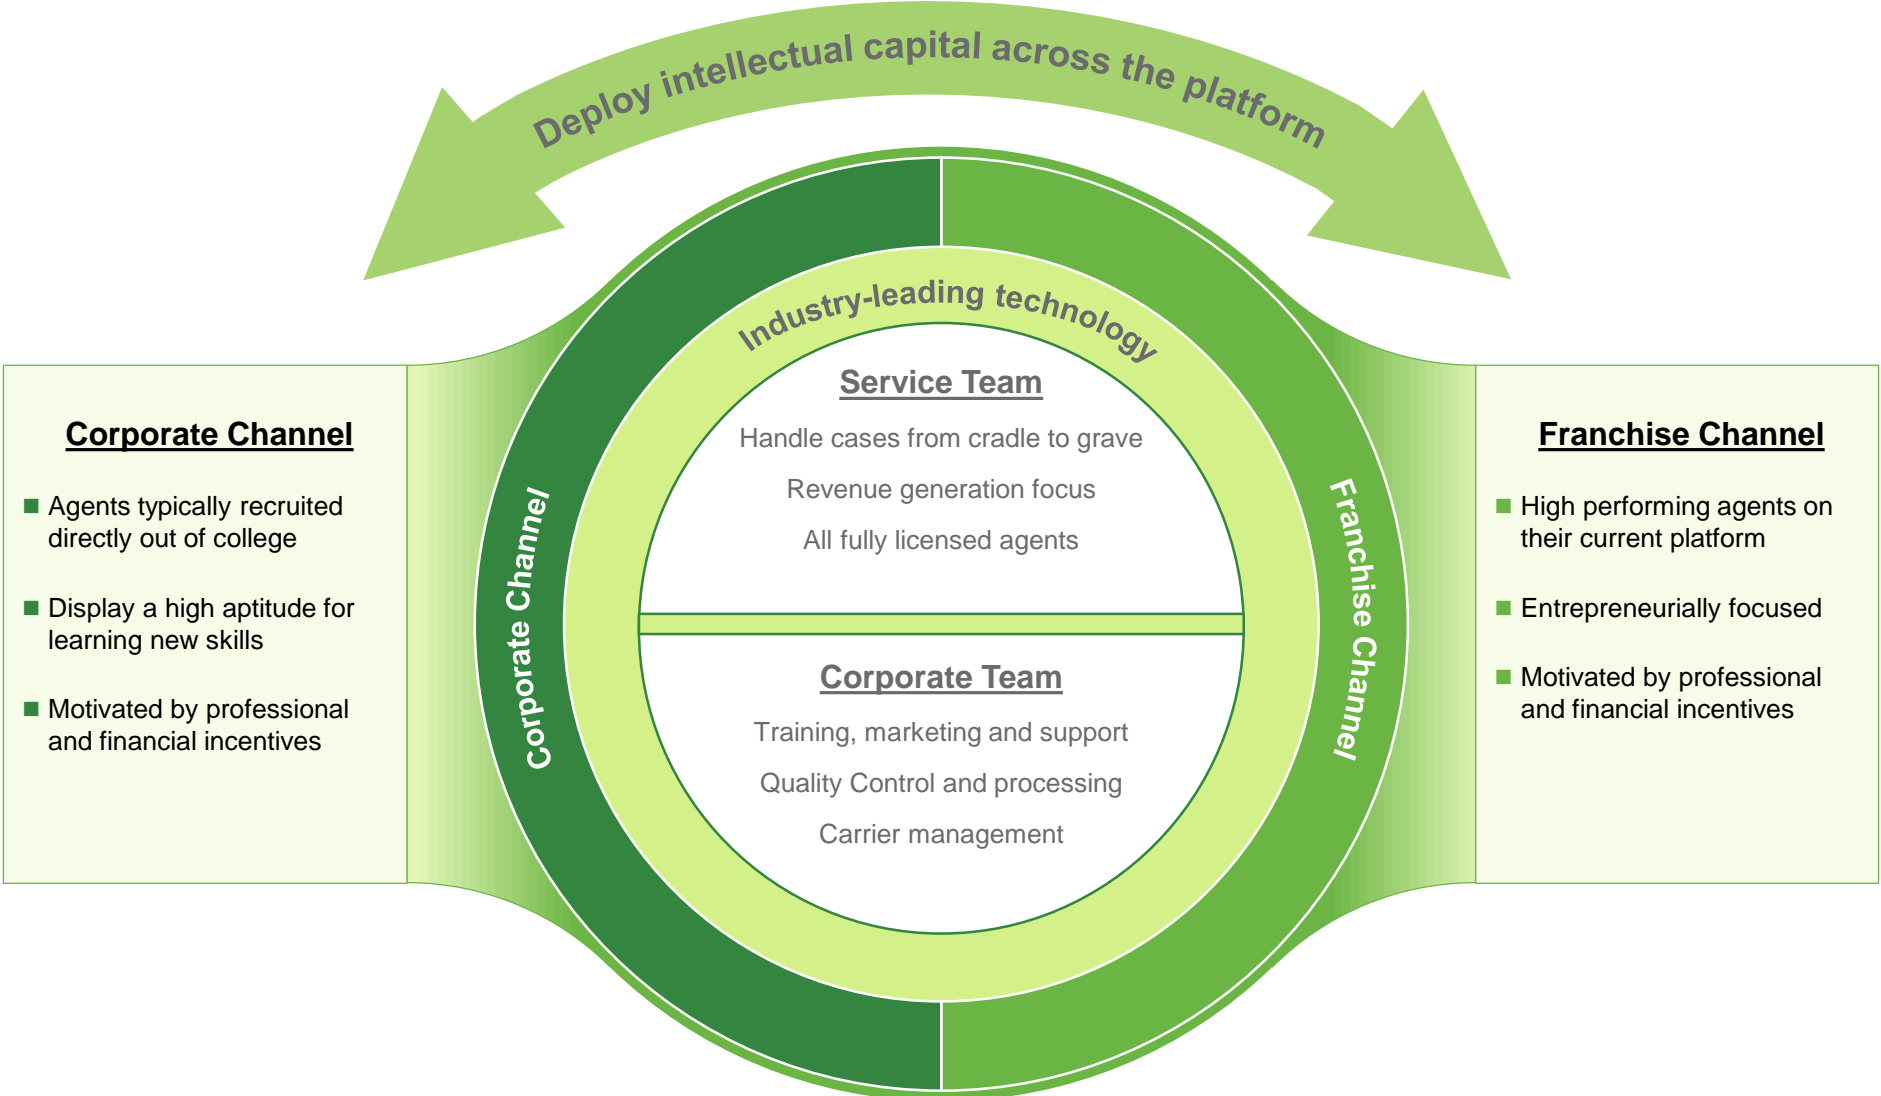 Deploy intellectual capital across the platform
Industry-leading technology
Service Team
Handle cases from cradle to grave
Revenue generation focus
All fully licensed agents
Corporate Team
Training, marketing and support
Quality Control and processing
Carrier management
Corporate Channel
Franchise Channel
Corporate Channel
Agents typically recruited
directly out of college
Display a high aptitude for
learning new skills
Motivated by professional
and financial incentives
Franchise Channel
High performing agents on
their current platform
Entrepreneurially focused
Motivated by professional
and financial incentives